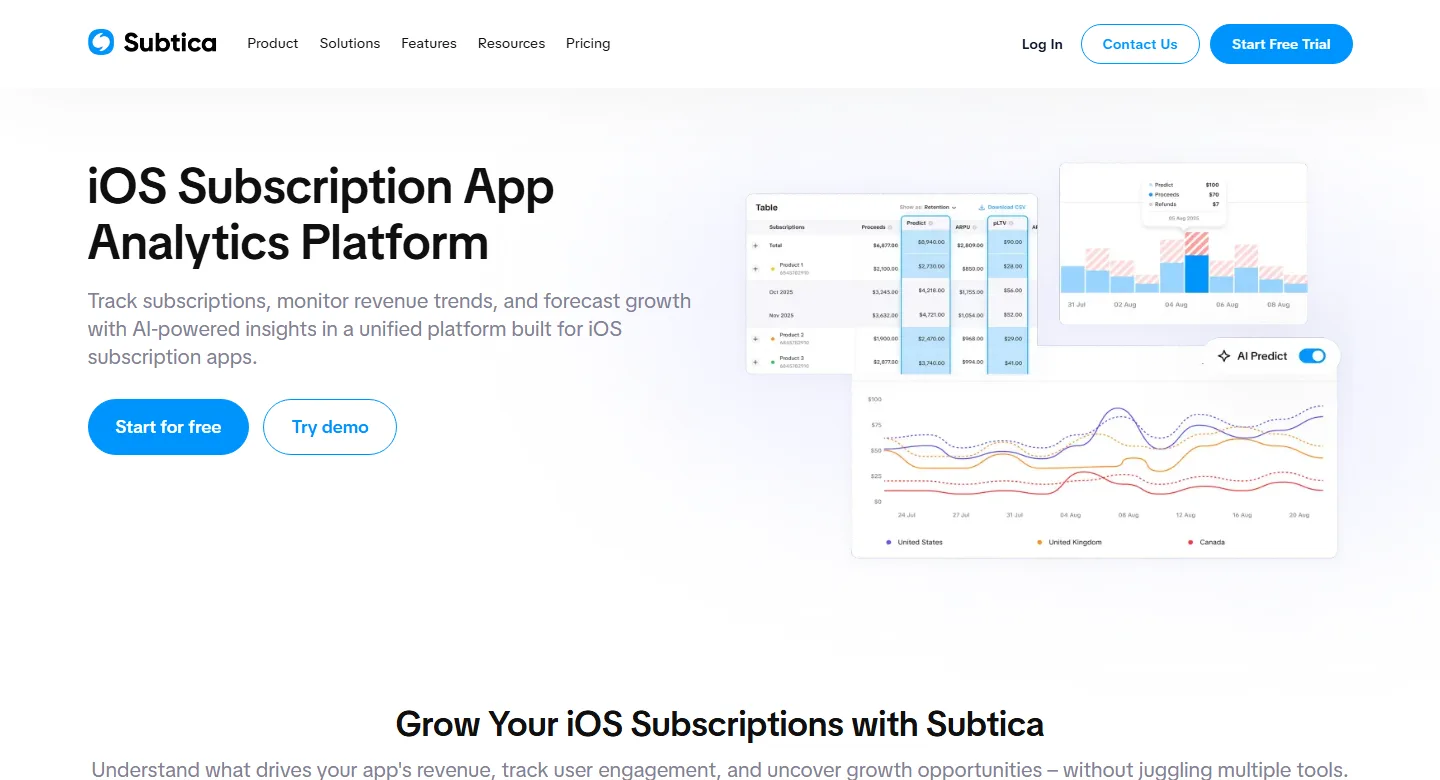 Subtica
Product Solutions Features Resources Pricing
Log In Contact Us Start Free Trial
iOS Subscription App
Analytics Platform
Track subscriptions, monitor revenue trends, and forecast growth
with AI-powered insights in a unified platform built for iOS
subscription apps.
Start for free Try demo
Table Show as: Retention Download CSV
Subscriptions Proceeds Predict ARPU pLTV
Total $6,877.00 $8,940.00 $2,809.00 $90.00
Product 1
$2,100.00 $2,730.00 $850.00 $28.00
Oct 2025 $3,245.00 $4,218.00 $1,755.00 $56.00
Nov 2025 $3,632.00 $4,721.00 $1,054.00 $52.00
Product 2
$1,900.00 $2,470.00 $968.00 $29.00
Product 3
$2,877.00 $3,740.00 $994.00 $41.00
Predict $100
Proceeds $70
Refunds $7
05 Aug 2025
31 Jul 02 Aug 04 Aug 06 Aug 08 Aug
AI Predict
$100
$75
$50
$25
$0
24 Jul 27 Jul 31 Jul 04 Aug 08 Aug 12 Aug 16 Aug 20 Aug
United States United Kingdom Canada
Grow Your iOS Subscriptions with Subtica
Understand what drives your app's revenue, track user engagement, and uncover growth opportunities – without juggling multiple tools.